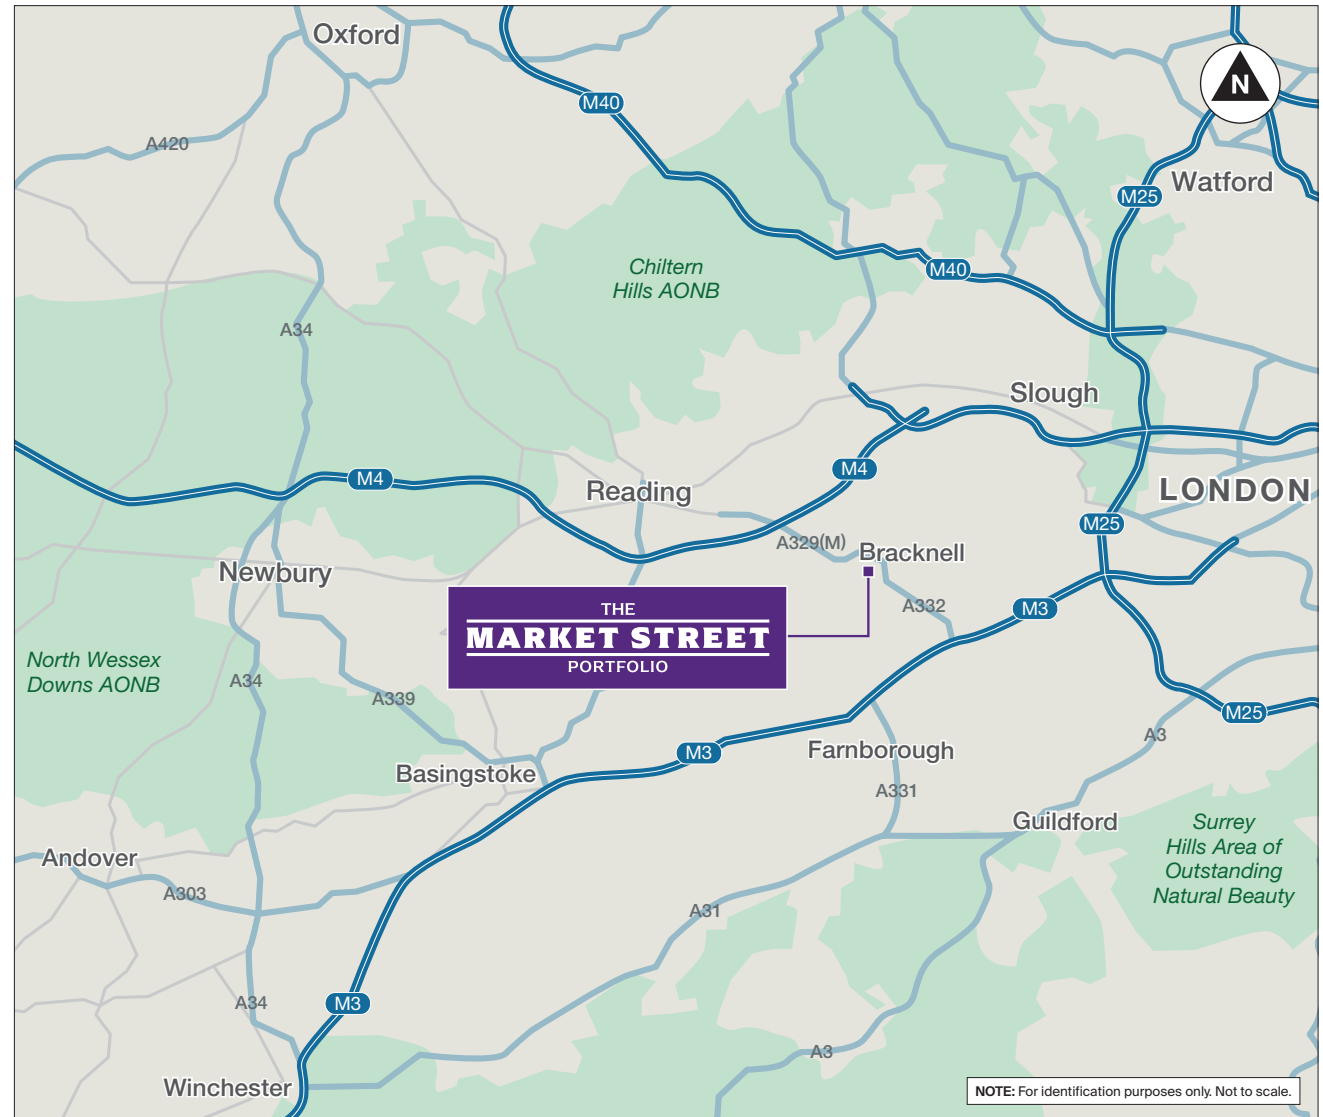 Oxford
M40
N
A420
Watford
M25
Chiltern
Hills AONB
M40
A34
Slough
M4
M4
Reading
LONDON
M25
A329(M)
Bracknell
Newbury
A332
M3
THE
MARKET STREET
PORTFOLIO
North Wessex
Downs AONB
A34
A339
M25
A3
M3
Farnborough
Basingstoke
A331
Guildford
Surrey
Hills Area of
Outstanding
Natural Beauty
Andover
A303
A31
A34
M3
A3
Winchester
NOTE: For identification purposes only. Not to scale.